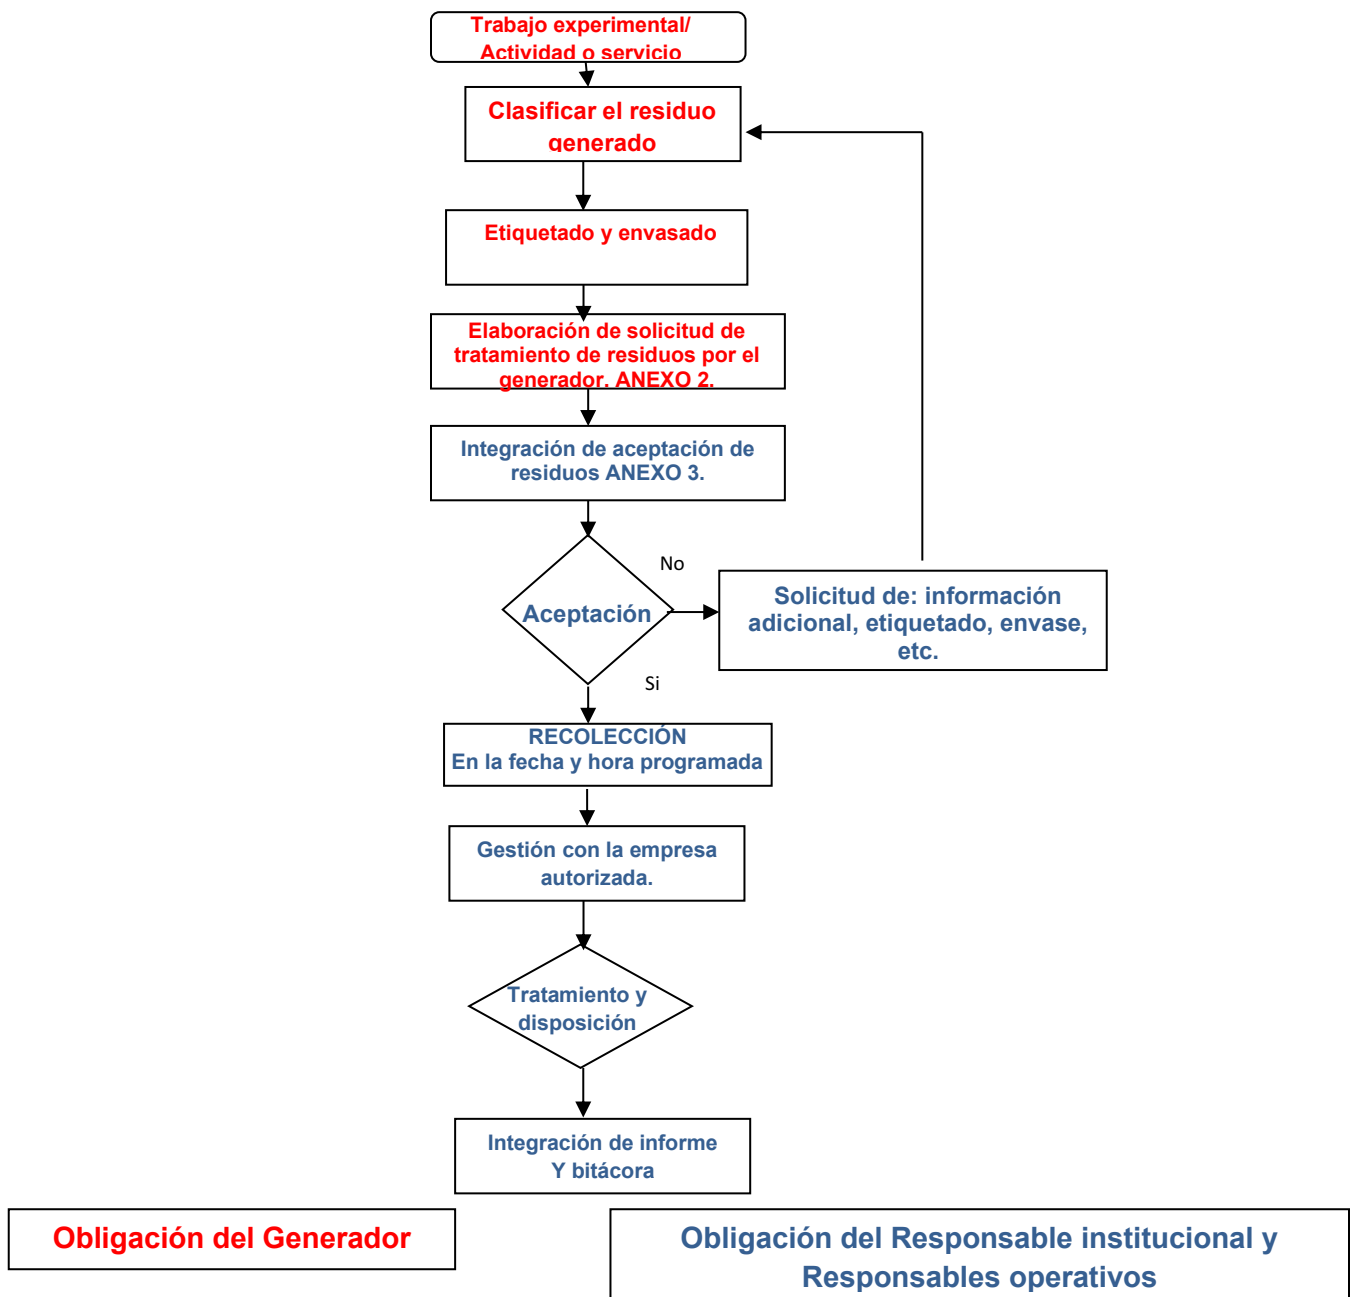 Trabajo experimental/
Actividad o servicio
Clasificar el residuo
generado
Etiquetado y envasado
Elaboración de solicitud de
tratamiento de residuos por el
generador. ANEXO 2.
Integración de aceptación de
residuos ANEXO 3.
No
Aceptación
Solicitud de: información
adicional, etiquetado, envase,
etc.
Si
RECOLECCIÓN
En la fecha y hora programada
Gestión con la empresa
autorizada.
Tratamiento y
disposición
Integración de informe
Y bitácora
Obligación del Generador
Obligación del Responsable institucional y
Responsables operativos